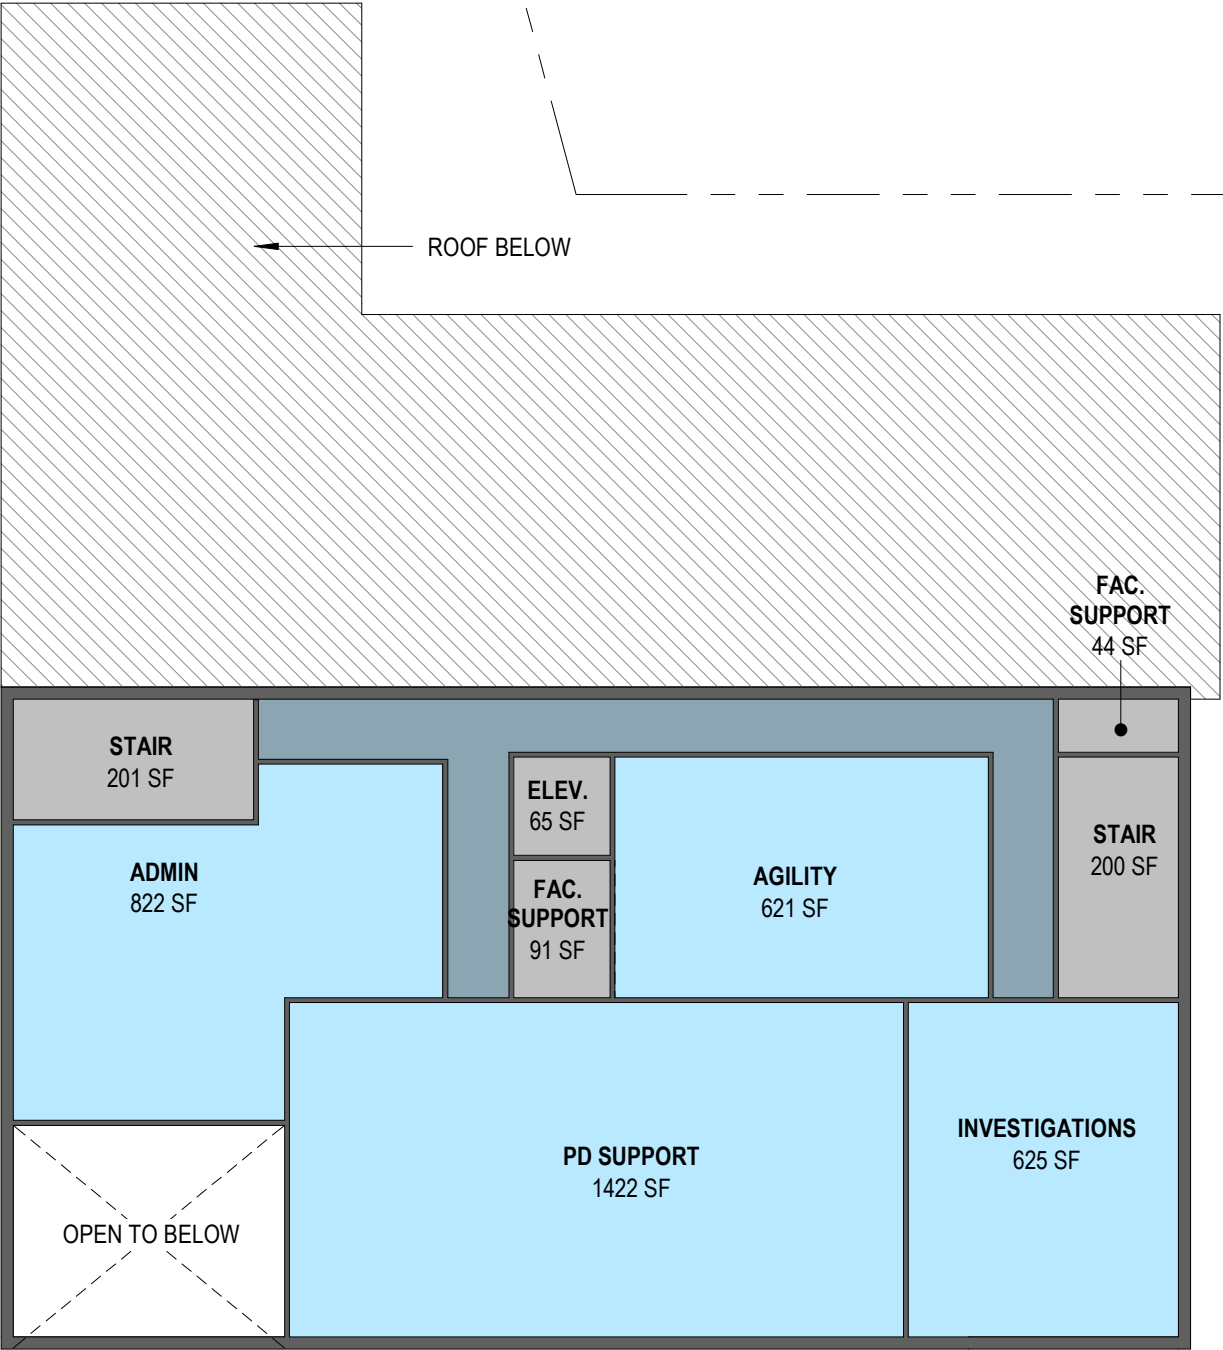 ROOF BELOW
FAC.
SUPPORT
44 SF
STAIR
201 SF
ELEV.
65 SF
FAC.
SUPPORT
91 SF
AGILITY
621 SF
STAIR
200 SF
ADMIN
822 SF
PD SUPPORT
1422 SF
INVESTIGATIONS
625 SF
OPEN TO BELOW